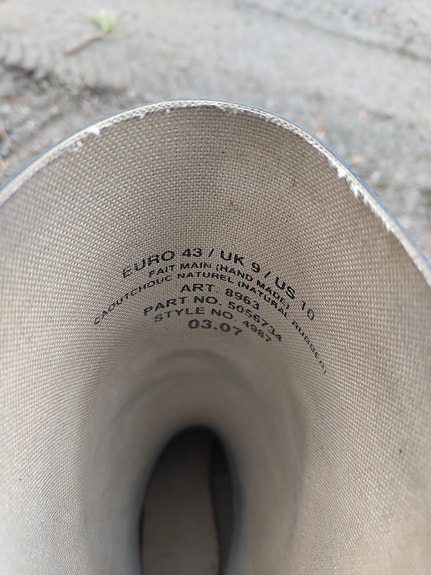 EURO 43 / UK 9 / US 10
FAIT MAIN (HAND MADE)
CAOUTCHOUC NATUREL (NATURAL RUBBER)
ART. 8963
PART NO. 5056734
STYLE NO. 4987
03.07